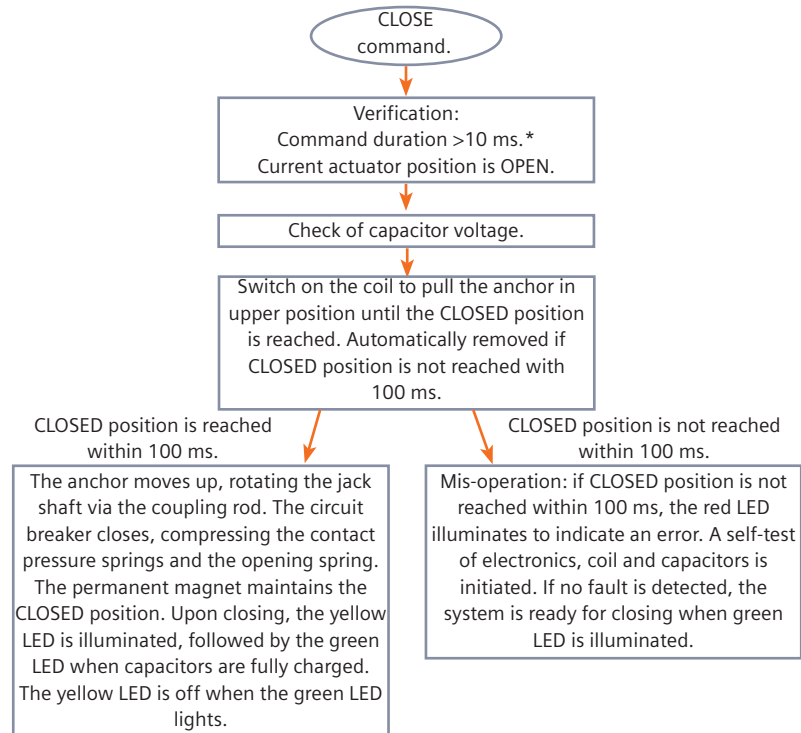 CLOSE
command.
Verification:
Command duration >10 ms.*
Current actuator position is OPEN.
Check of capacitor voltage.
Switch on the coil to pull the anchor in
upper position until the CLOSED position
is reached. Automatically removed if
CLOSED position is not reached with
100 ms.
CLOSED position is reached
within 100 ms.
The anchor moves up, rotating the jack
shaft via the coupling rod. The circuit
breaker closes, compressing the contact
pressure springs and the opening spring.
The permanent magnet maintains the
CLOSED position. Upon closing, the yellow
LED is illuminated, followed by the green
LED when capacitors are fully charged.
The yellow LED is off when the green LED
lights.
CLOSED position is not reached
within 100 ms.
Mis-operation: if CLOSED position is not
reached within 100 ms, the red LED
illuminates to indicate an error. A self-test
of electronics, coil and capacitors is
initiated. If no fault is detected, the
system is ready for closing when green
LED is illuminated.